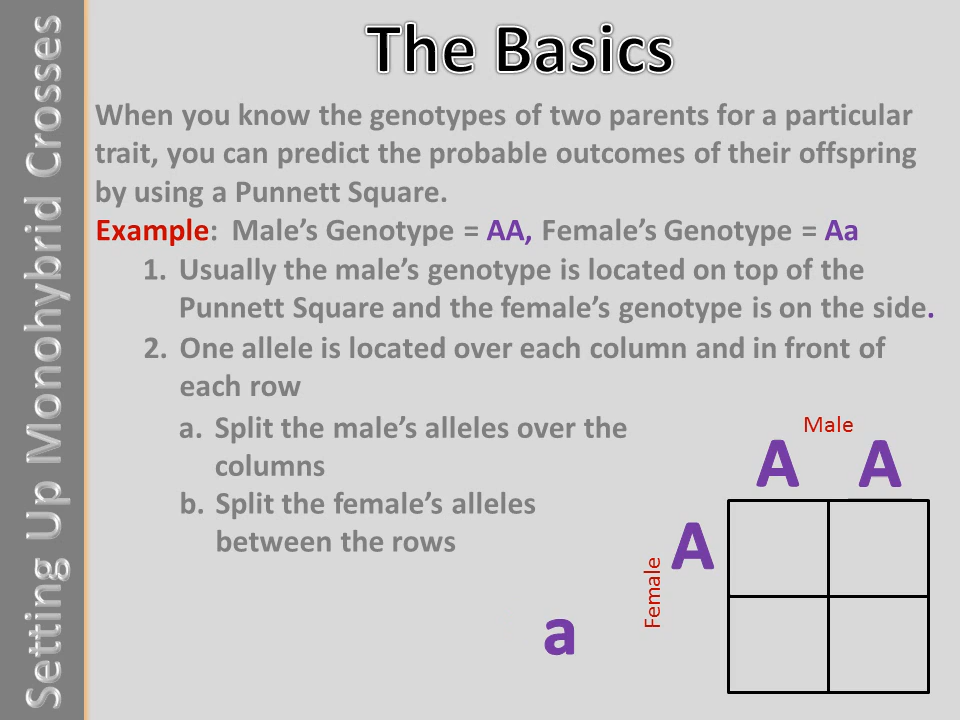 Setting Up Monohybrid Crosses
The Basics
When you know the genotypes of two parents for a particular
trait, you can predict the probable outcomes of their offspring
by using a Punnett Square.
Example:  Male’s Genotype = AA, Female’s Genotype = Aa
1. Usually the male’s genotype is located on top of the
Punnett Square and the female’s genotype is on the side.
2. One allele is located over each column and in front of
each row
a. Split the male’s alleles over the
columns
b. Split the female’s alleles
between the rows
Male
A A
A
Female
a